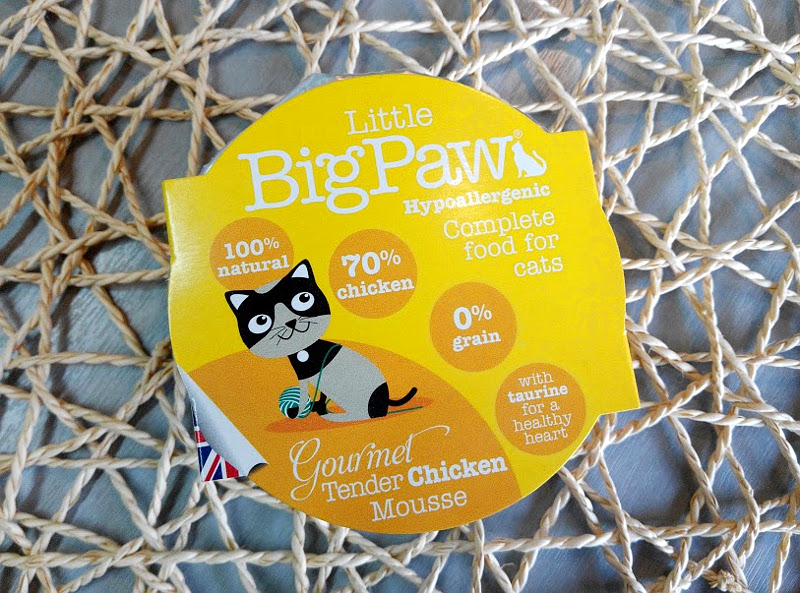 Little
BigPaw®
Hypoallergenic
Complete
food for
cats
100%
natural
70%
chicken
0%
grain
with
taurine
for a
healthy
heart
Gourmet
Tender Chicken
Mousse